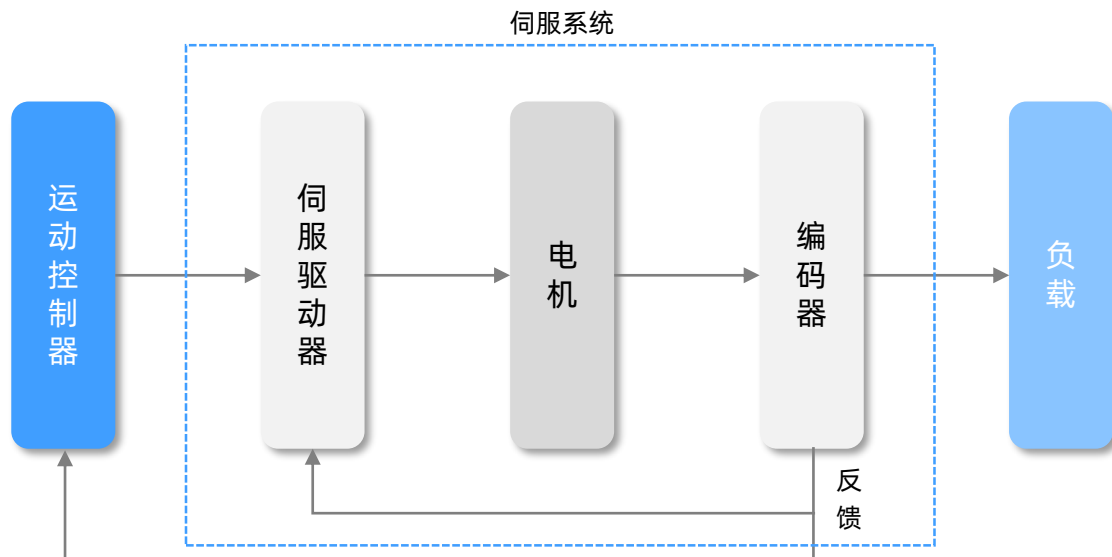 伺服系统
运动控制器
伺服驱动器
电机
编码器
负载
反馈